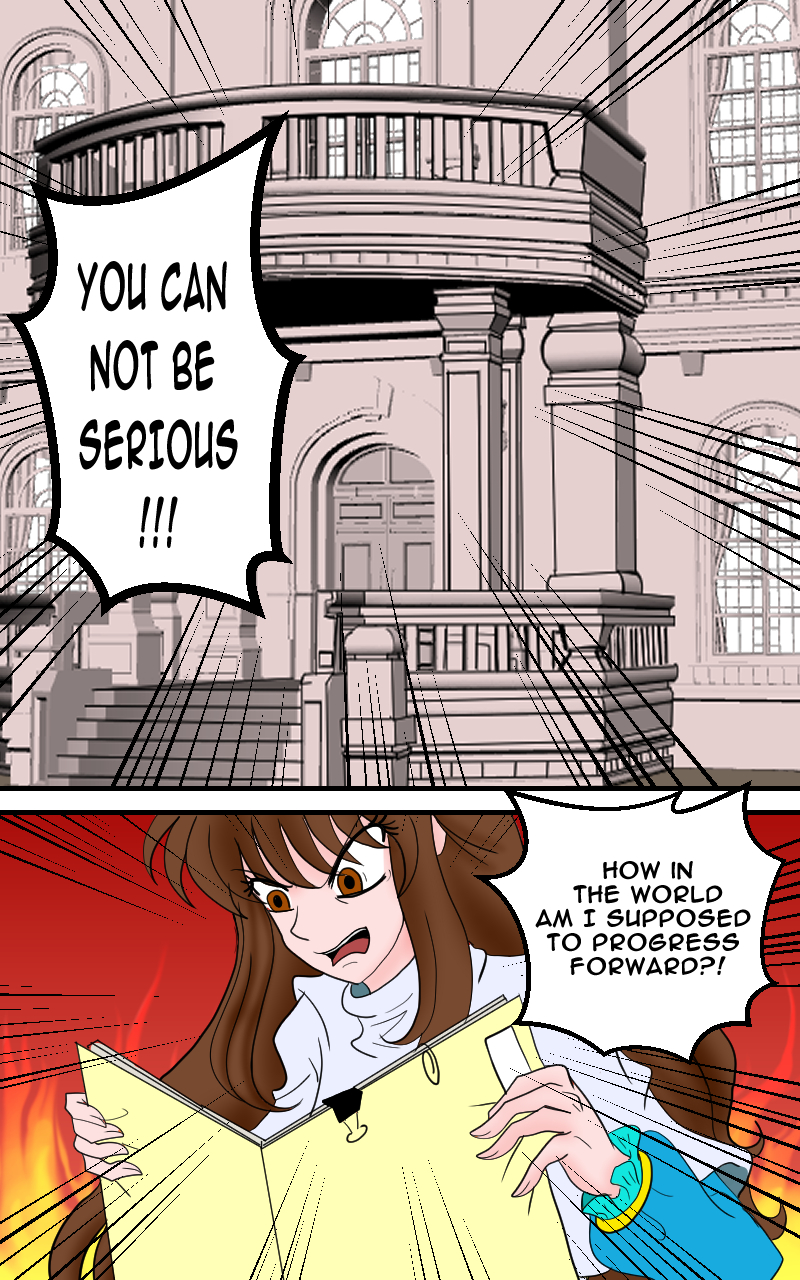 YOU CAN
NOT BE
SERIOUS
!!!
HOW IN
THE WORLD
AM I SUPPOSED
TO PROGRESS
FORWARD?!